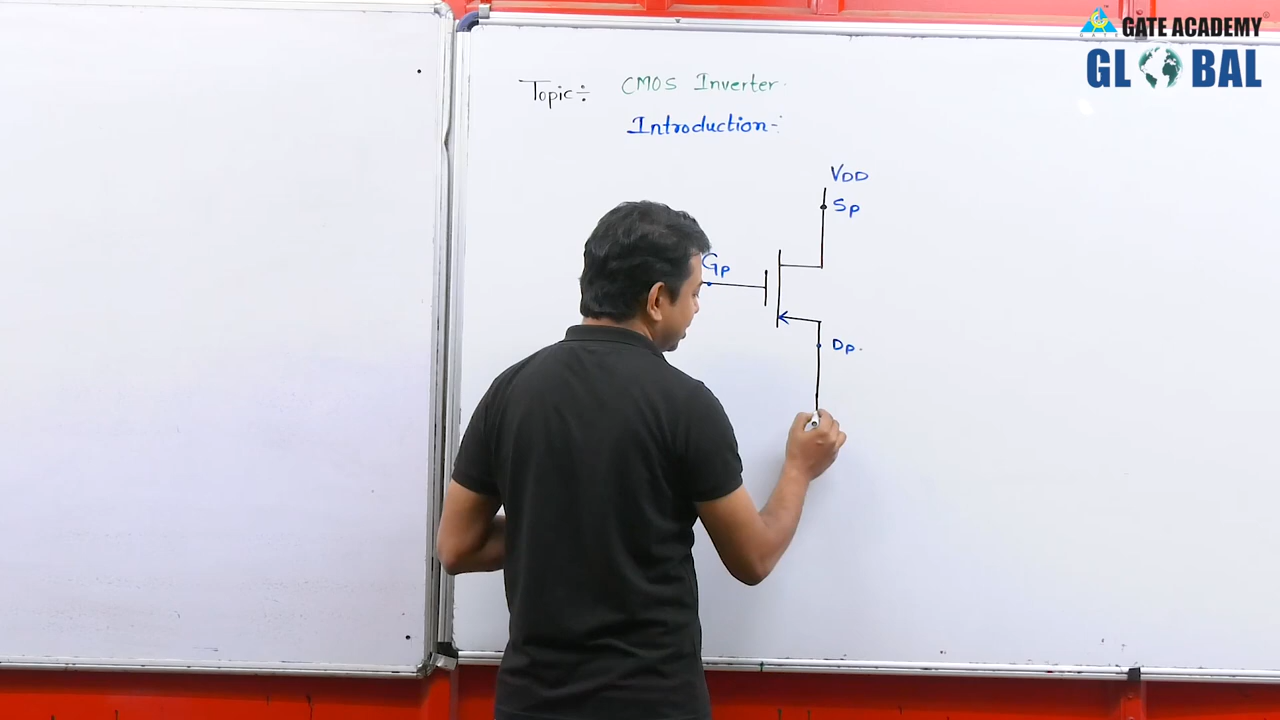 GATE ACADEMY
GLOBAL
Topic:
CMOS Inverter
Introduction:
VDD
Sp
Gp
Dp